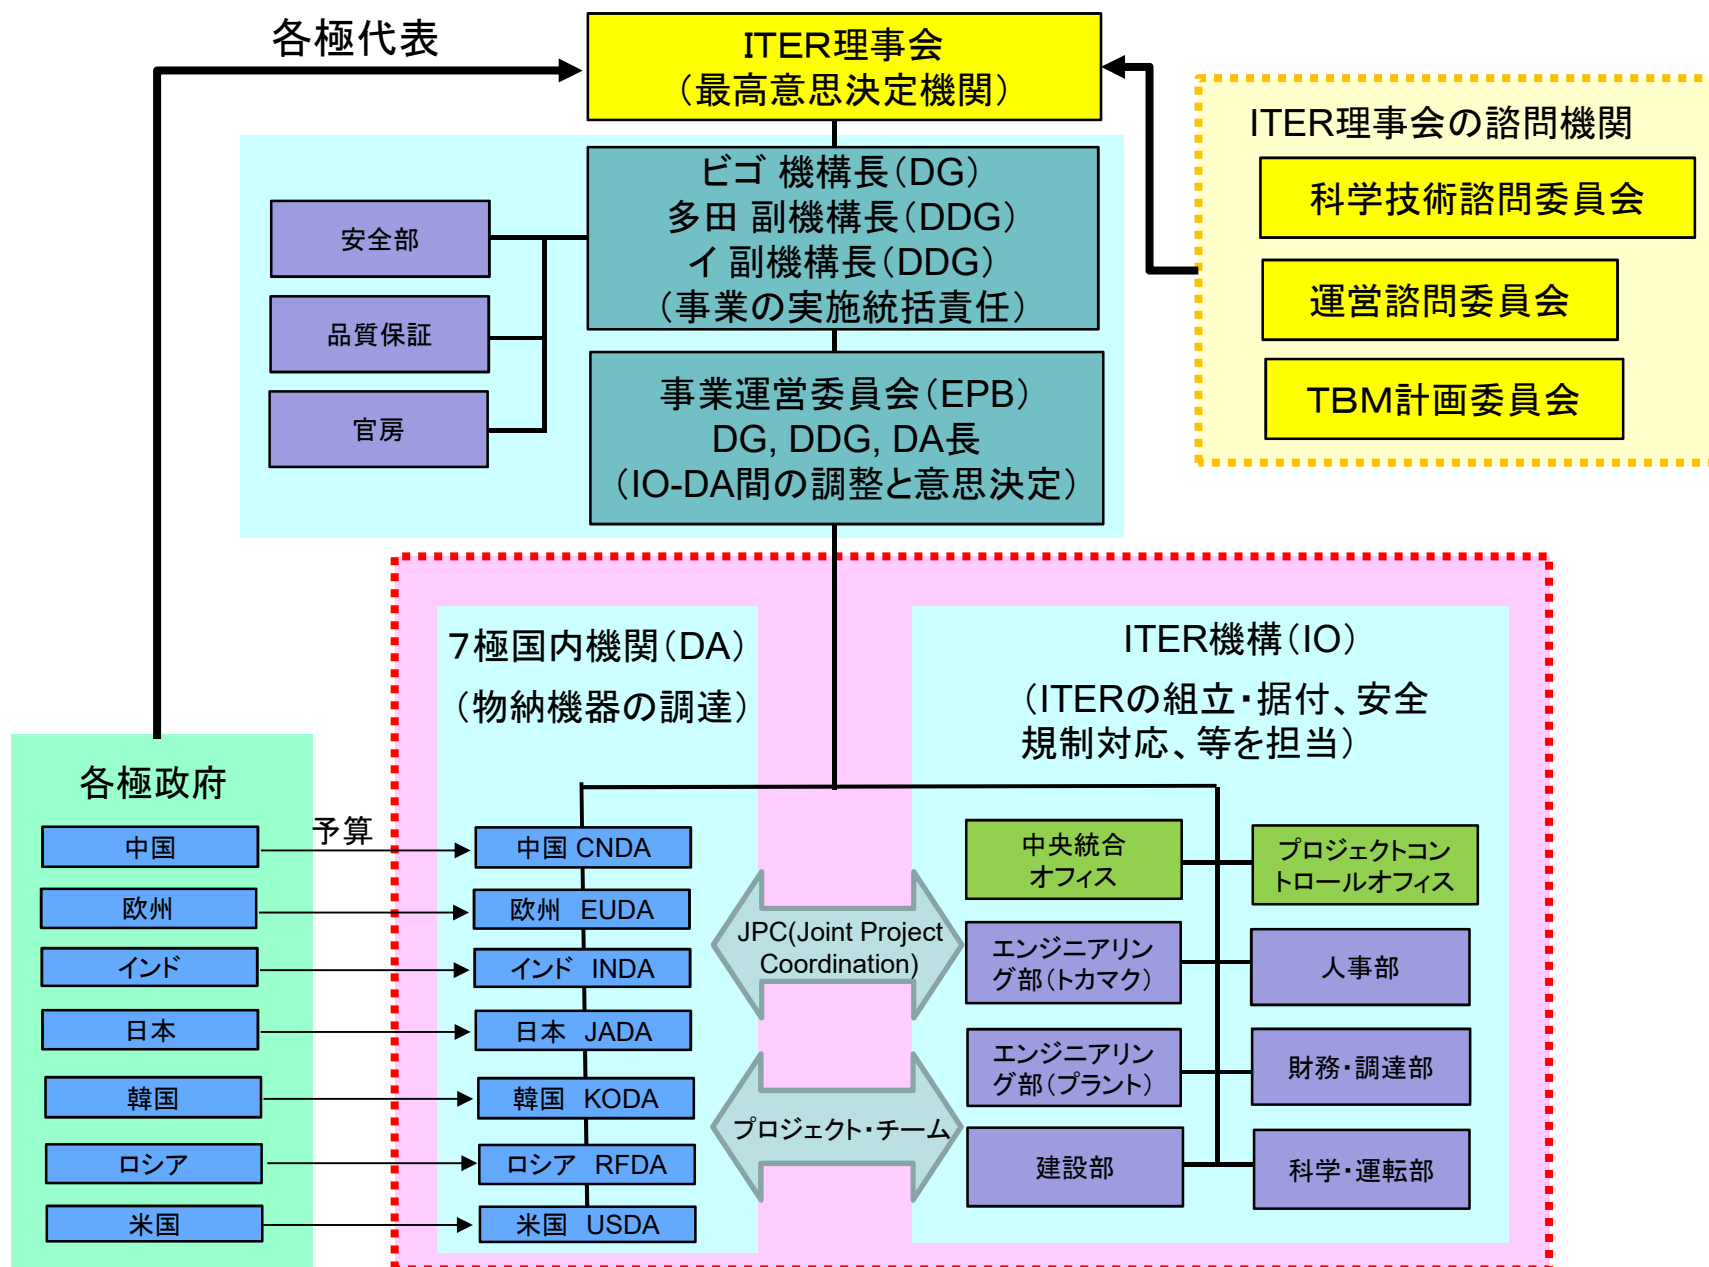 各極代表
ITER理事会
（最高意思決定機関）
ITER理事会の諮問機関
科学技術諮問委員会
運営諮問委員会
TBM計画委員会
ビゴ 機構長（DG）
多田 副機構長（DDG）
イ 副機構長（DDG）
（事業の実施統括責任）
安全部
品質保証
官房
事業運営委員会（EPB）
DG, DDG, DA長
（IO-DA間の調整と意思決定）
7極国内機関（DA）
（物納機器の調達）
ITER機構（IO）
（ITERの組立・据付、安全
規制対応、等を担当）
各極政府
中国
欧州
インド
日本
韓国
ロシア
米国
予算
中国 CNDA
欧州 EUDA
インド INDA
日本 JADA
韓国 KODA
ロシア RFDA
米国 USDA
JPC(Joint Project
Coordination)
プロジェクト・チーム
中央統合
オフィス
プロジェクトコン
トロールオフィス
エンジニアリン
グ部（トカマク）
人事部
エンジニアリン
グ部（プラント）
財務・調達部
建設部
科学・運転部